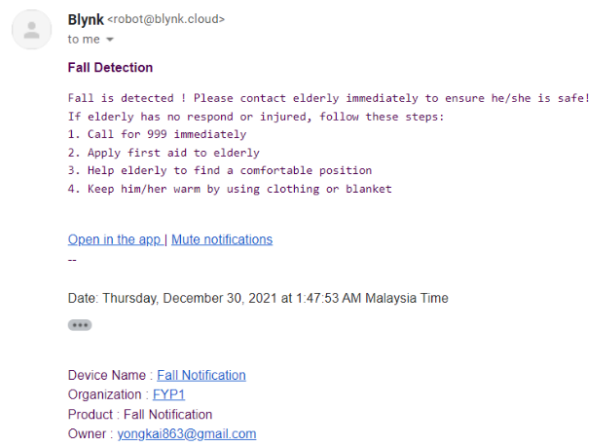 Blynk <robot@blynk.cloud>
to me
Fall Detection
Fall is detected ! Please contact elderly immediately to ensure he/she is safe!
If elderly has no respond or injured, follow these steps:
1. Call for 999 immediately
2. Apply first aid to elderly
3. Help elderly to find a comfortable position
4. Keep him/her warm by using clothing or blanket
Open in the app | Mute notifications
--
Date: Thursday, December 30, 2021 at 1:47:53 AM Malaysia Time
Device Name : Fall Notification
Organization : FYP1
Product : Fall Notification
Owner : yongkai863@gmail.com